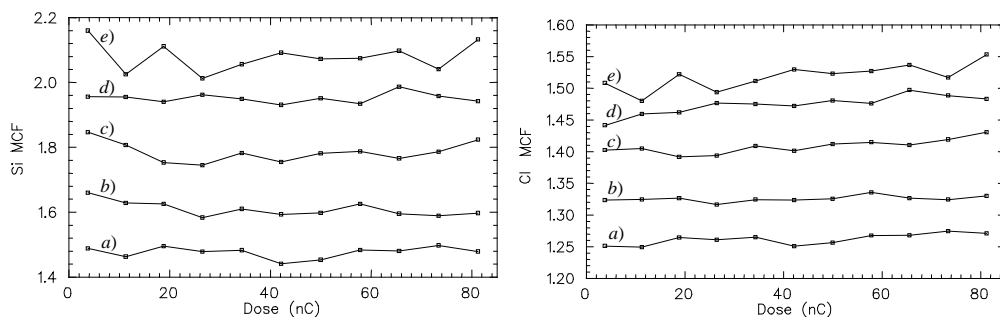 Si MCF
2.2
2.0
1.8
1.6
1.4
e)
d)
c)
b)
a)
0 20 40 60 80
Dose (nC)
Cl MCF
1.60
1.55
1.50
1.45
1.40
1.35
1.30
1.25
1.20
e)
d)
c)
b)
a)
0 20 40 60 80
Dose (nC)